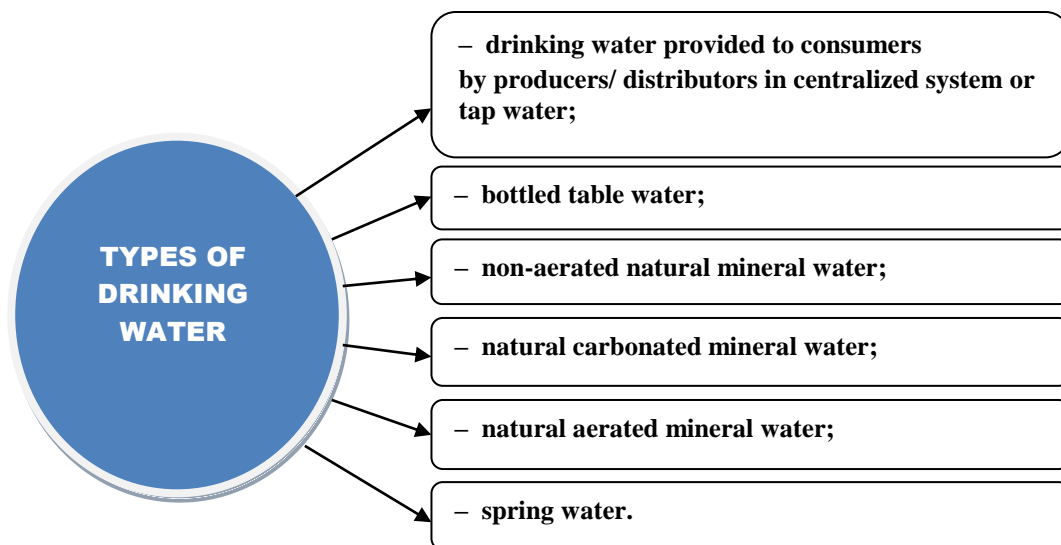 – drinking water provided to consumers
by producers/ distributors in centralized system or
tap water;
– bottled table water;
TYPES OF
DRINKING
WATER
– non-aerated natural mineral water;
– natural carbonated mineral water;
– natural aerated mineral water;
– spring water.